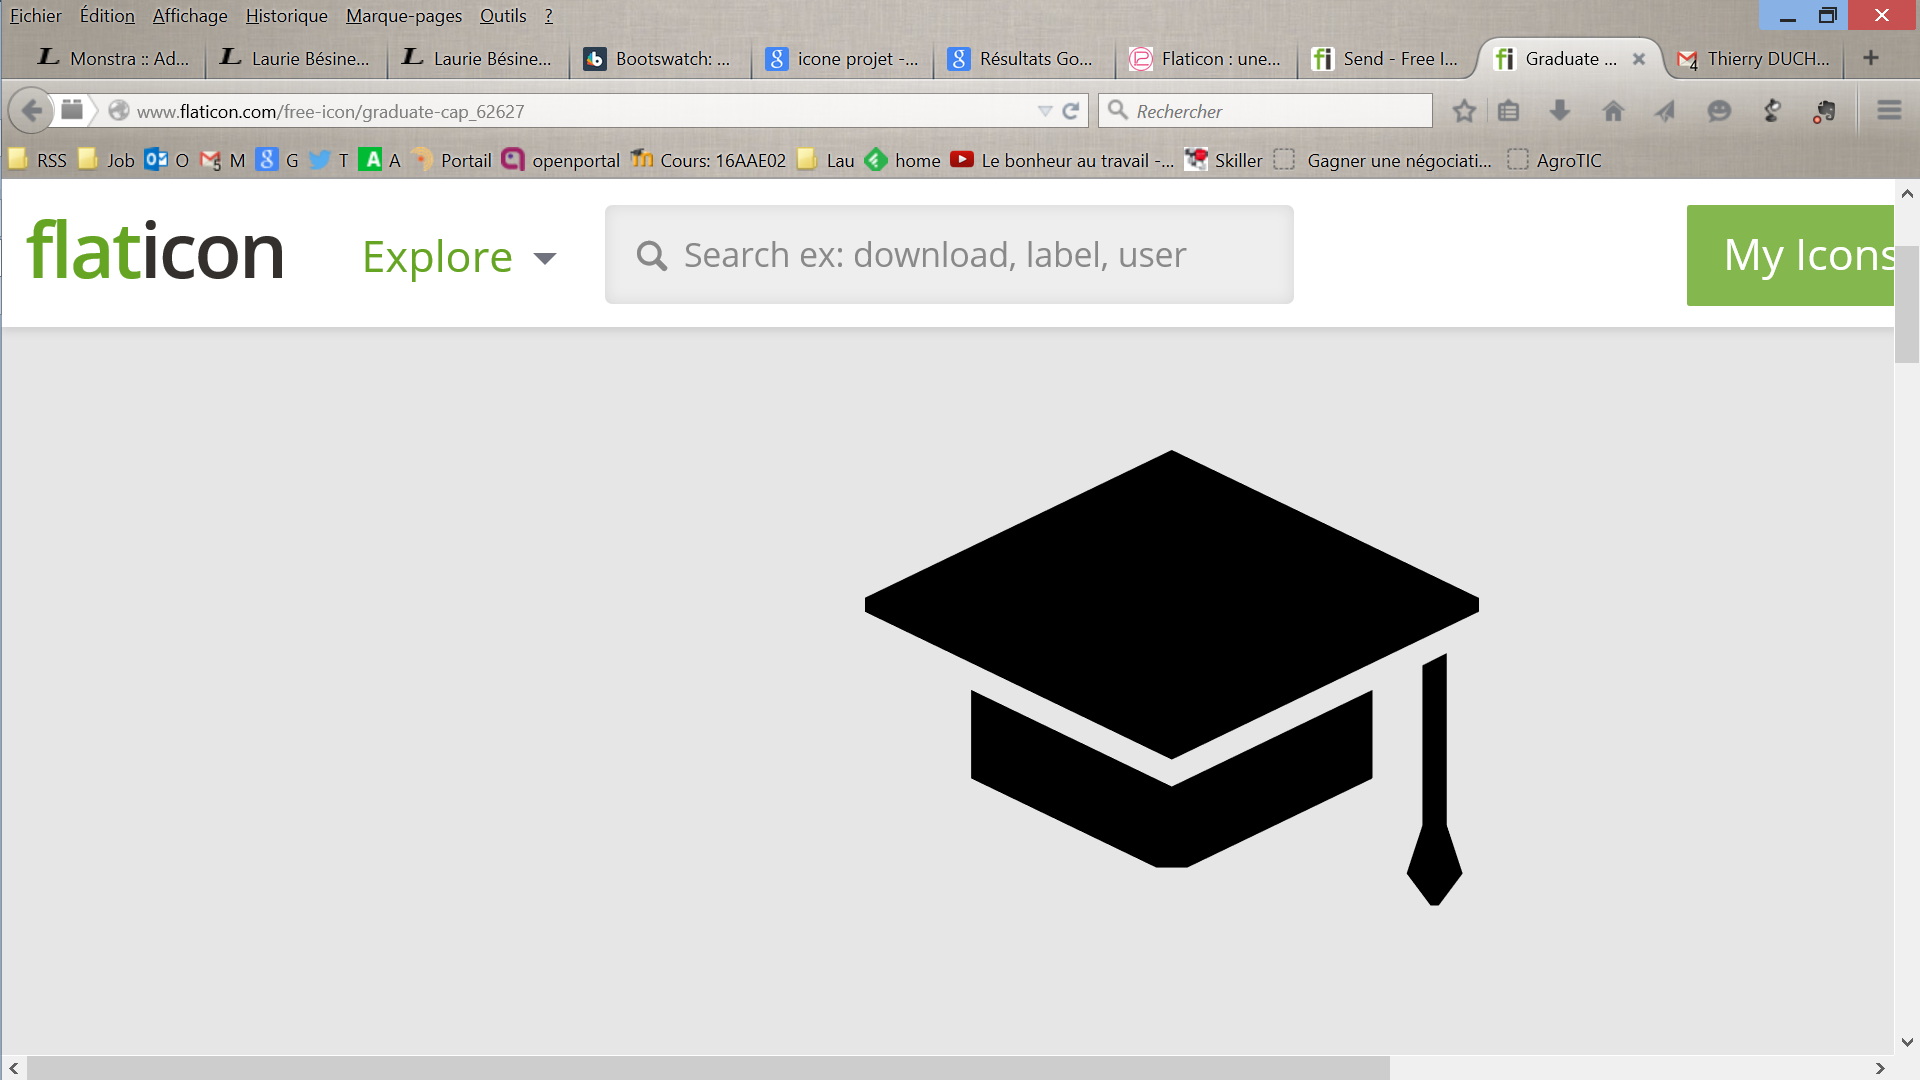 Fichier Édition Affichage Historique Marque-pages Outils ?
Monstra :: Ad... Laurie Bésine... Laurie Bésine... Bootswatch: ... icone projet -... Résultats Go... Flaticon : une... Send - Free I... Graduate ... Thierry DUCH...
www.flaticon.com/free-icon/graduate-cap_62627 Rechercher
RSS Job O M G T A Portail openportal Cours: 16AAE02 Lau home Le bonheur au travail -... Skiller Gagner une négociati... AgroTIC
flaticon Explore Search ex: download, label, user My Icons